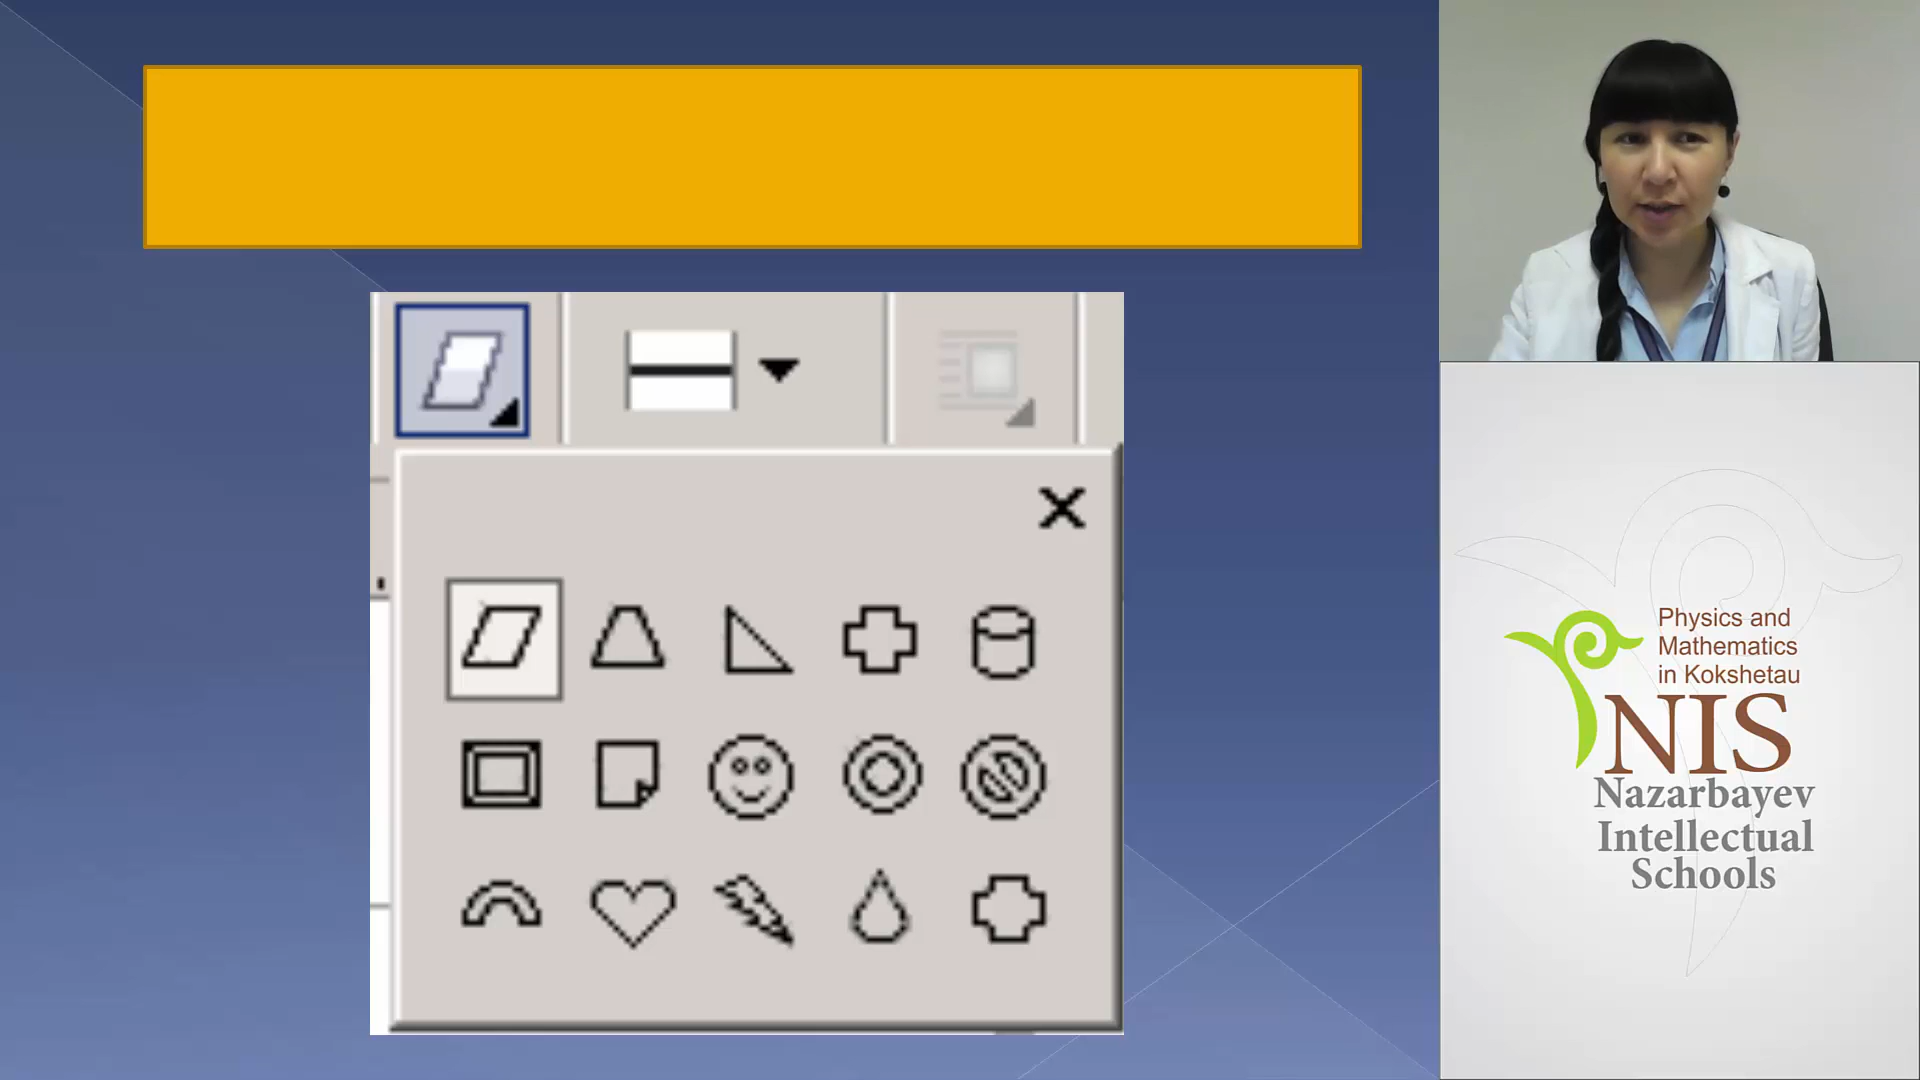 Physics and
Mathematics
in Kokshetau
NIS
Nazarbayev
Intellectual
Schools